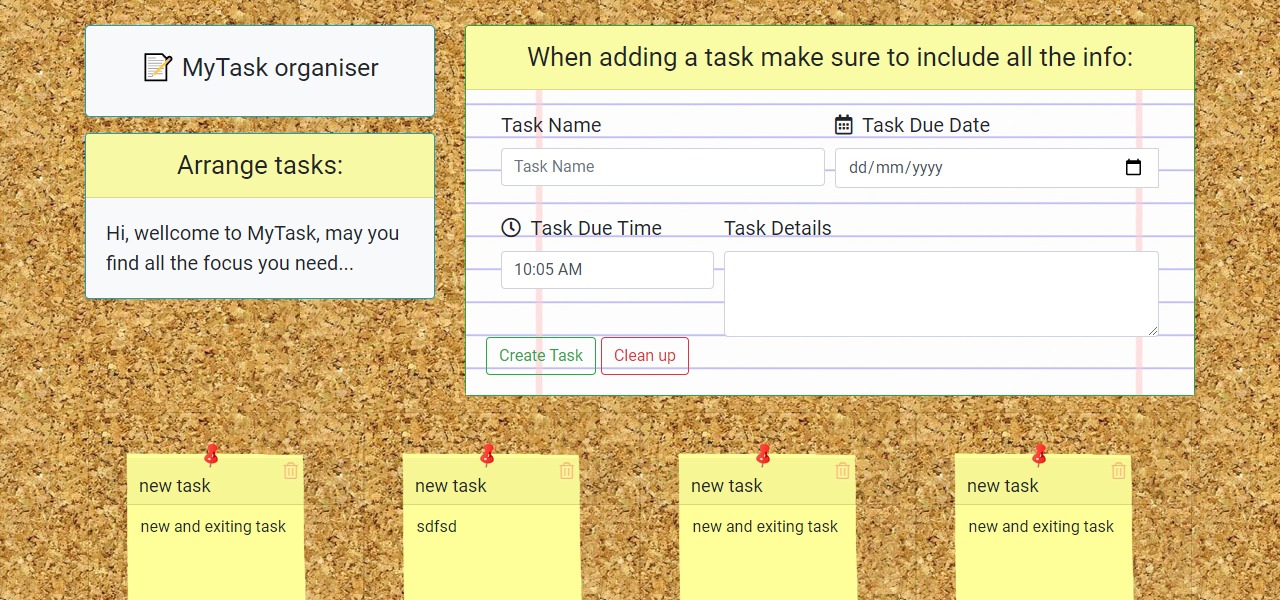 MyTask organiser
Arrange tasks:
Hi, wellcome to MyTask, may you
find all the focus you need...
When adding a task make sure to include all the info:
Task Name
Task Due Date
Task Name
dd/mm/yyyy
Task Due Time
Task Details
10:05 AM
Create Task
Clean up
new task
new and exiting task
new task
sdfsd
new task
new and exiting task
new task
new and exiting task